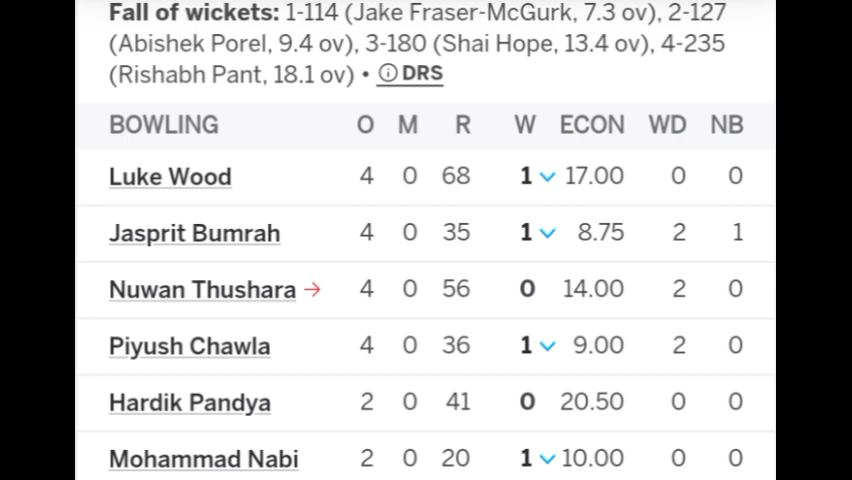 Fall of wickets: 1-114 (Jake Fraser-McGurk, 7.3 ov), 2-127
(Abishek Porel, 9.4 ov), 3-180 (Shai Hope, 13.4 ov), 4-235
(Rishabh Pant, 18.1 ov) • DRS
BOWLING O M R W ECON WD NB
Luke Wood 4 0 68 1 17.00 0 0
Jasprit Bumrah 4 0 35 1 8.75 2 1
Nuwan Thushara → 4 0 56 0 14.00 2 0
Piyush Chawla 4 0 36 1 9.00 2 0
Hardik Pandya 2 0 41 0 20.50 0 0
Mohammad Nabi 2 0 20 1 10.00 0 0